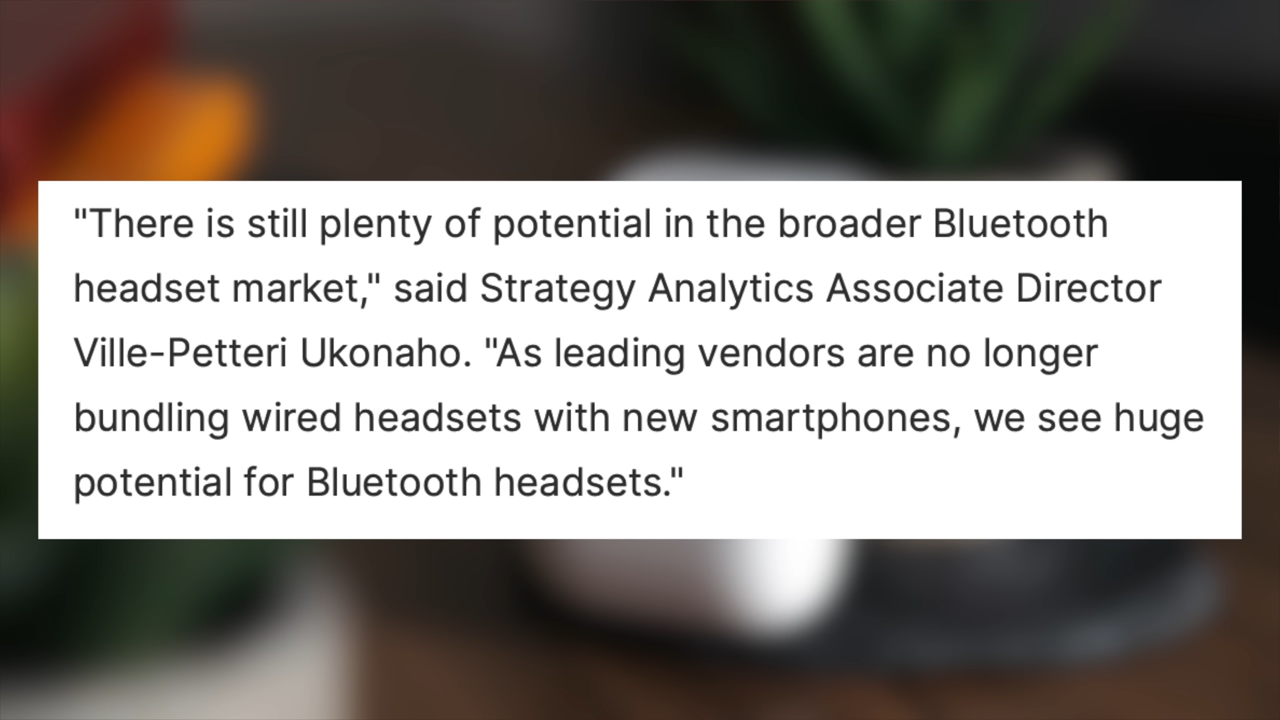 "There is still plenty of potential in the broader Bluetooth
headset market," said Strategy Analytics Associate Director
Ville-Petteri Ukonaho. "As leading vendors are no longer
bundling wired headsets with new smartphones, we see huge
potential for Bluetooth headsets."